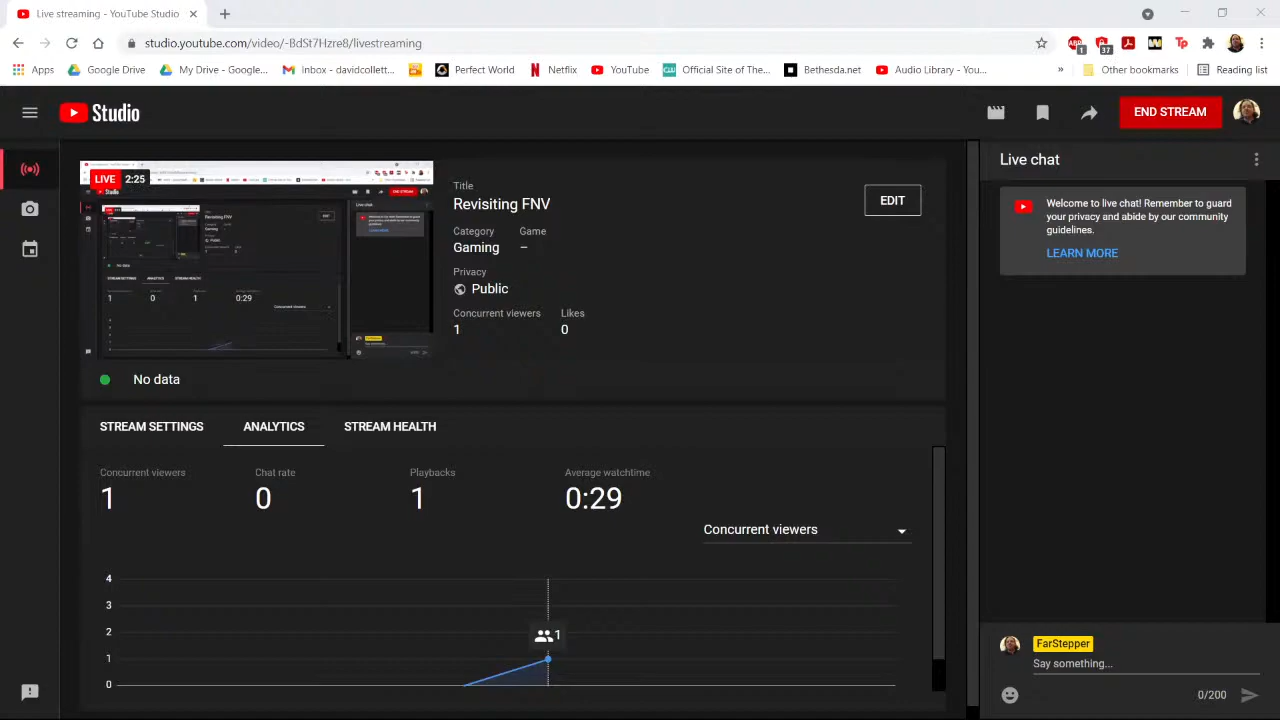 Live streaming - YouTube Studio
studio.youtube.com/video/-BdSt7Hzre8/livestreaming
1
37
Apps
Google Drive
My Drive - Google...
Inbox - davidcollett...
Perfect World
Netflix
YouTube
Official Site of The...
Bethesda.net
Audio Library - You...
»
Other bookmarks
Reading list
Studio
END STREAM
LIVE 2:25
Title
Revisiting FNV
EDIT
Category
Game
Gaming
–
Privacy
Public
Concurrent viewers
Likes
1
0
No data
STREAM SETTINGS
ANALYTICS
STREAM HEALTH
Concurrent viewers
Chat rate
Playbacks
Average watchtime
1
0
1
0:29
Concurrent viewers
4
3
2
1
1
0
Live chat
Welcome to live chat! Remember to guard
your privacy and abide by our community
guidelines.
LEARN MORE
FarStepper
Say something...
0/200